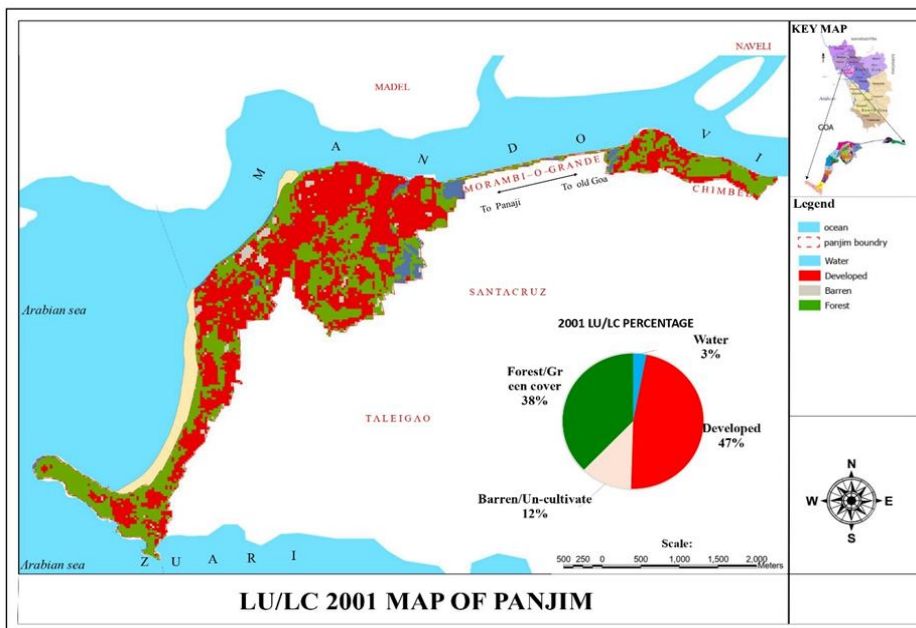 NAVELI
MADEL
M A N D O V I
MORAMBI-O-GRANDE
To Panaji
To old Goa
CHIMBEL
Arabian sea
SANTACRUZ
TALEIGAO
2001 LU/LC PERCENTAGE
Water
3%
Forest/Gr
een cover
38%
Developed
47%
Barren/Un-cultivate
12%
Arabian sea
Z U A R I
Scale:
500 250 0 500 1,000 1,500 2,000
Meters
LU/LC 2001 MAP OF PANJIM
KEY MAP
GOA
Legend
ocean
panjim boundry
Water
Developed
Barren
Forest
N
W
E
S